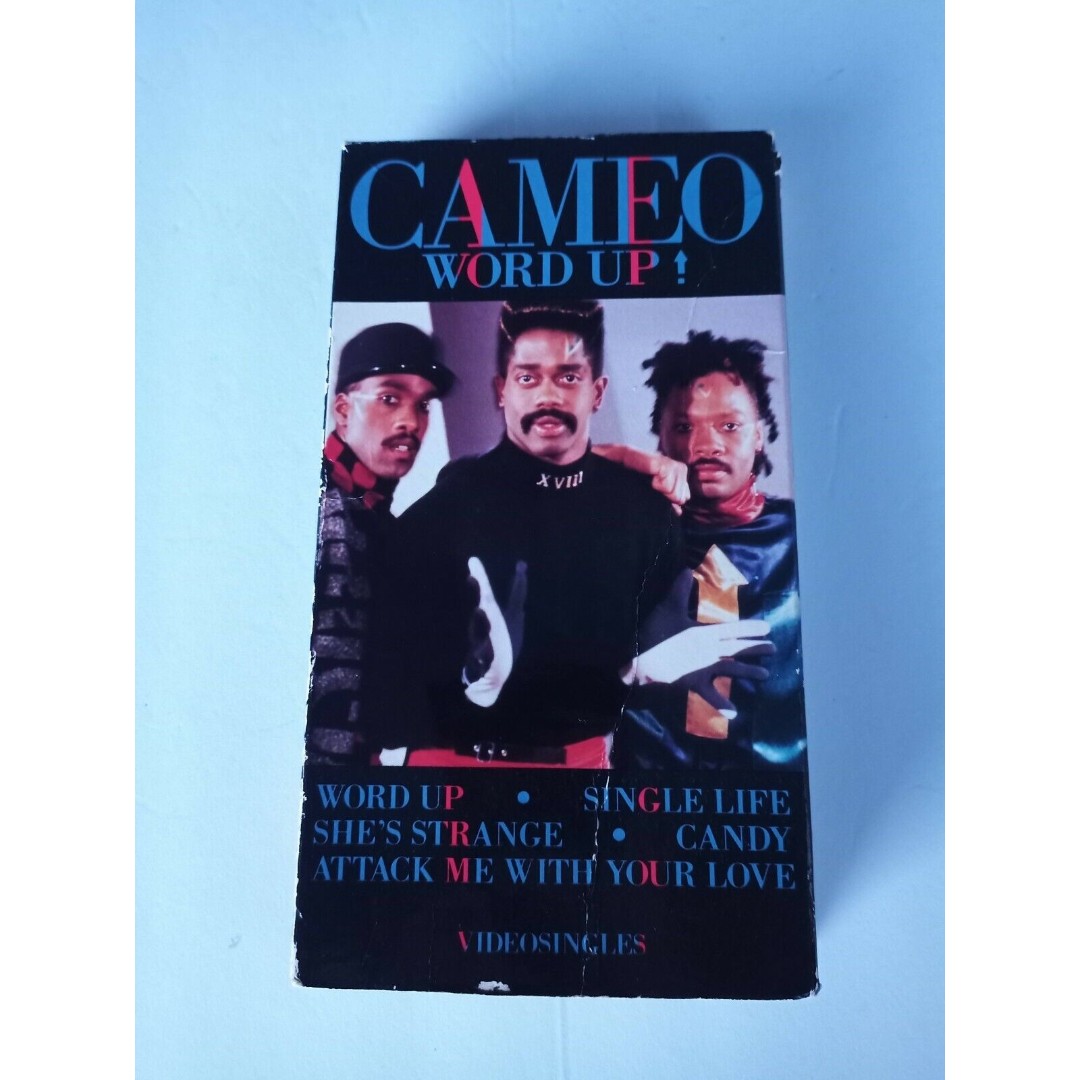 CAMEO
WORD UP!
XVIII
WORD UP • SINGLE LIFE
SHE'S STRANGE • CANDY
ATTACK ME WITH YOUR LOVE
VIDEOSINGLES